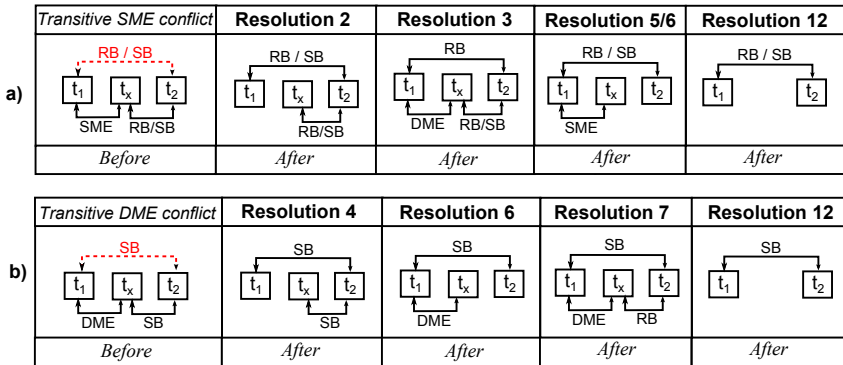 Transitive SME conflict Resolution 2 Resolution 3 Resolution 5/6 Resolution 12
RB / SB RB / SB RB RB / SB RB / SB
a) t1 tx t2 t1 tx t2 t1 tx t2 t1 tx t2 t1 t2
SME RB/SB RB/SB DME RB/SB SME
Before After After After After
Transitive DME conflict Resolution 4 Resolution 6 Resolution 7 Resolution 12
SB SB SB SB SB
b) t1 tx t2 t1 tx t2 t1 tx t2 t1 tx t2 t1 t2
DME SB SB DME DME RB
Before After After After After